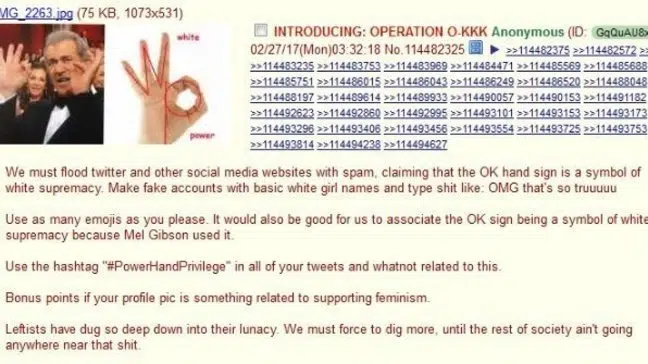 MG_2263.jpg (75 KB, 1073x531)
white
power
INTRODUCING: OPERATION O-KKK Anonymous (ID: GqQuAU8x
02/27/17(Mon)03:32:18 No.114482325 ▶ >>114482375 >>114482572
>>114483235 >>114483753 >>114483969 >>114484471 >>114485569 >>114485688
>>114485751 >>114486015 >>114486043 >>114486249 >>114486520 >>114488048
>>114488197 >>114489614 >>114489933 >>114490057 >>114490153 >>114491182
>>114492623 >>114492860 >>114492995 >>114493101 >>114493153 >>114493173
>>114493296 >>114493406 >>114493456 >>114493554 >>114493725 >>114493753
>>114493814 >>114494238 >>114494627
We must flood twitter and other social media websites with spam, claiming that the OK hand sign is a symbol of
white supremacy. Make fake accounts with basic white girl names and type shit like: OMG that's so truuuuu
Use as many emojis as you please. It would also be good for us to associate the OK sign being a symbol of white
supremacy because Mel Gibson used it.
Use the hashtag "#PowerHandPrivilege" in all of your tweets and whatnot related to this.
Bonus points if your profile pic is something related to supporting feminism.
Leftists have dug so deep down into their lunacy. We must force to dig more, until the rest of society ain't going
anywhere near that shit.